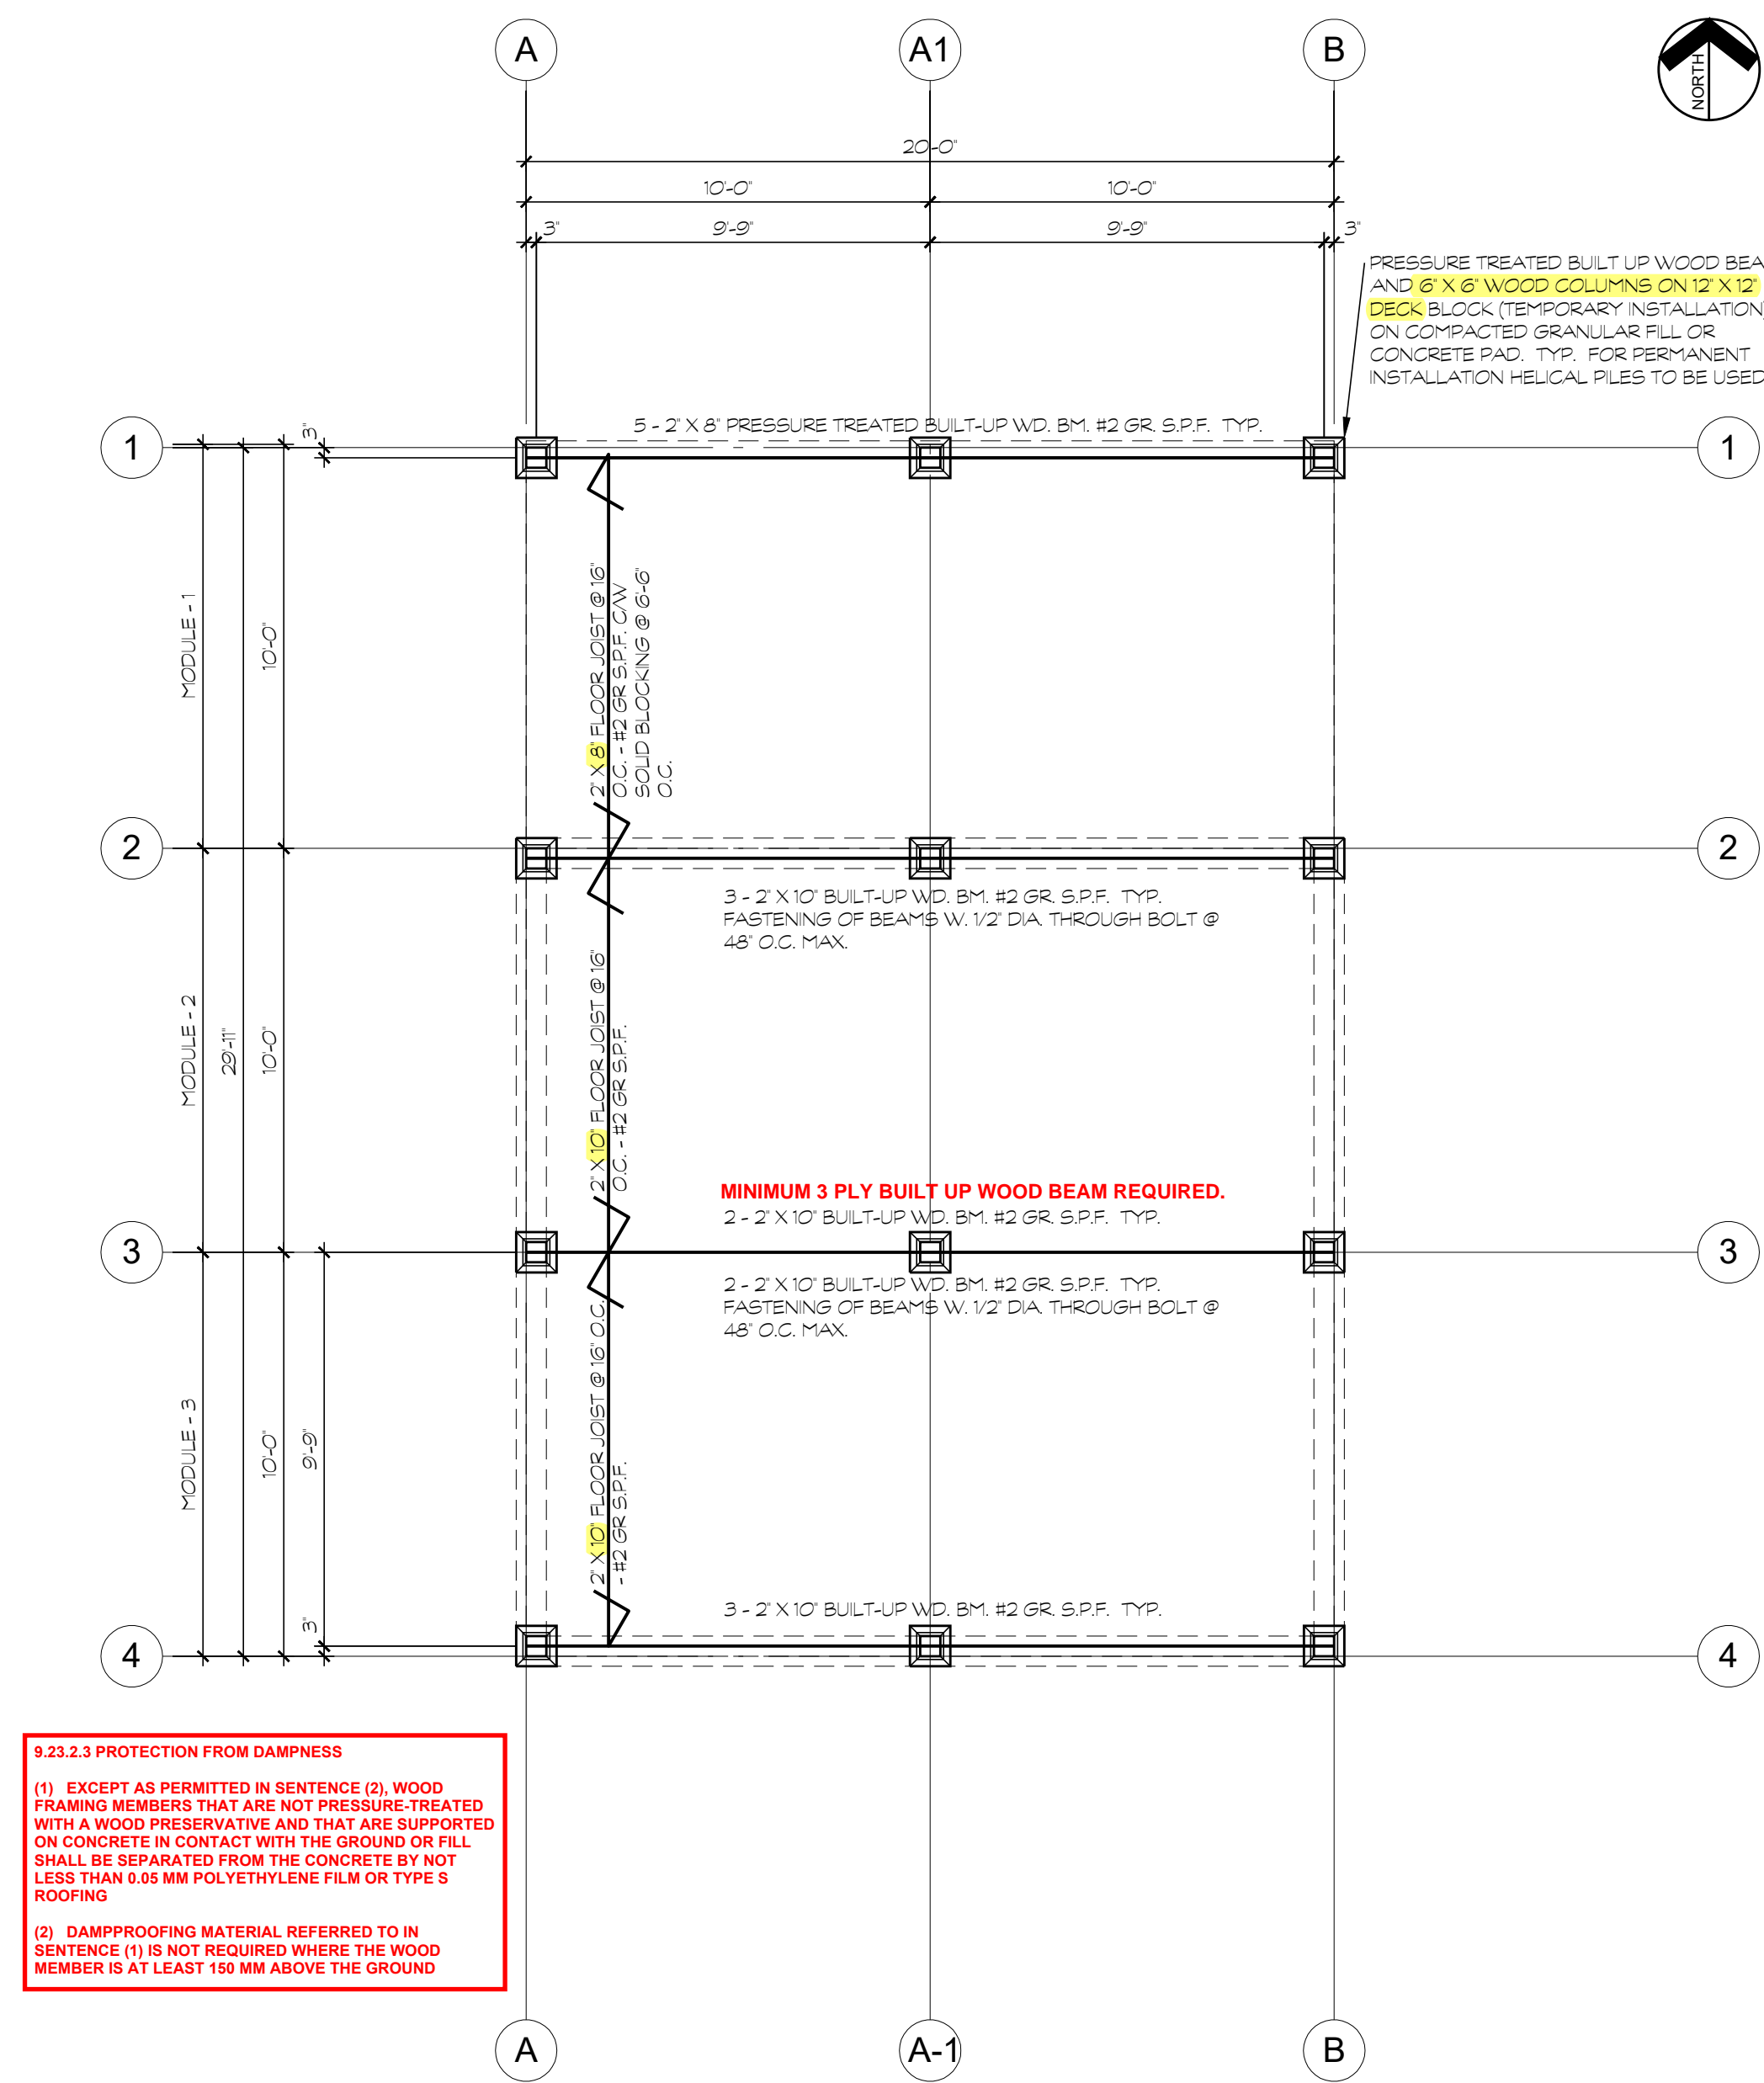 A
A1
B
NORTH
20'-0"
10'-0"
10'-0"
3"
9'-9"
9'-9"
3"
PRESSURE TREATED BUILT UP WOOD
AND 6" X 6" WOOD COLUMNS ON 12" X 12"
DECK BLOCK (TEMPORARY INSTALLATION)
ON COMPACTED GRANULAR FILL OR
CONCRETE PAD. TYP. FOR PERMANENT
INSTALLATION HELICAL PILES TO BE USED
1
3"
5 - 2" X 8" PRESSURE TREATED BUILT-UP WD. BM. #2 GR. S.P.F. TYP.
1
MODULE - 1
10'-0"
2" X 8" FLOOR JOIST @ 16"
O.C. - #2 GR S.P.F. C/W
SOLID BLOCKING @ 6'-6"
O.C.
2
2
3 - 2" X 10" BUILT-UP WD. BM. #2 GR. S.P.F. TYP.
FASTENING OF BEAMS W. 1/2" DIA. THROUGH BOLT @
48" O.C. MAX.
MODULE - 2
29'-11"
10'-0"
2" X 10" FLOOR JOIST @ 16"
O.C. - #2 GR S.P.F.
MINIMUM 3 PLY BUILT UP WOOD BEAM REQUIRED.
2 - 2" X 10" BUILT-UP WD. BM. #2 GR. S.P.F. TYP.
3
3
2 - 2" X 10" BUILT-UP WD. BM. #2 GR. S.P.F. TYP.
FASTENING OF BEAMS W. 1/2" DIA. THROUGH BOLT @
48" O.C. MAX.
MODULE - 3
10'-0"
9'-9"
2" X 10" FLOOR JOIST @ 16" O.C.
- #2 GR S.P.F.
3"
3 - 2" X 10" BUILT-UP WD. BM. #2 GR. S.P.F. TYP.
4
4
9.23.2.3 PROTECTION FROM DAMPNESS
(1) EXCEPT AS PERMITTED IN SENTENCE (2), WOOD
FRAMING MEMBERS THAT ARE NOT PRESSURE-TREATED
WITH A WOOD PRESERVATIVE AND THAT ARE SUPPORTED
ON CONCRETE IN CONTACT WITH THE GROUND OR FILL
SHALL BE SEPARATED FROM THE CONCRETE BY NOT
LESS THAN 0.05 MM POLYETHYLENE FILM OR TYPE S
ROOFING
(2) DAMPPROOFING MATERIAL REFERRED TO IN
SENTENCE (1) IS NOT REQUIRED WHERE THE WOOD
MEMBER IS AT LEAST 150 MM ABOVE THE GROUND
A
A-1
B